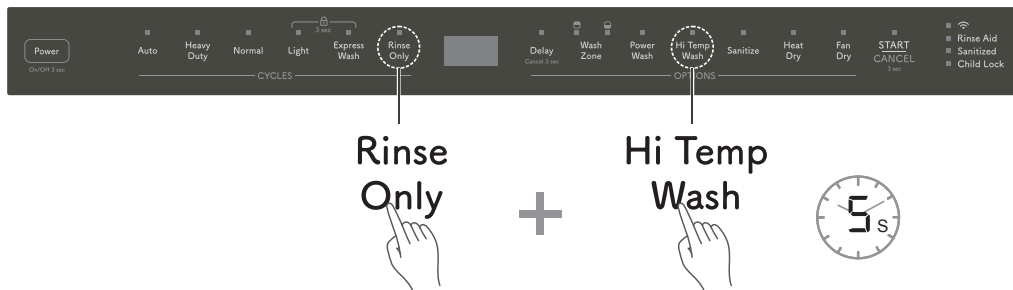 Power
On/Off 3 sec
Auto
Heavy
Duty
Normal
3 sec
Light
Express
Wash
Rinse
Only
CYCLES
Delay
Cancel 3 sec
Wash
Zone
Power
Wash
Hi Temp
Wash
Sanitize
Heat
Dry
Fan
Dry
OPTIONS
START
CANCEL
3 sec
Rinse Aid
Sanitized
Child Lock
Rinse
Only
+
Hi Temp
Wash
5 s